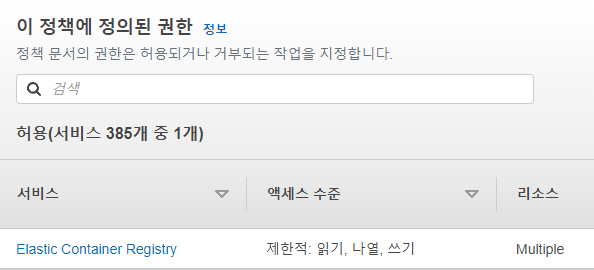 이 정책에 정의된 권한 정보
정책 문서의 권한은 허용되거나 거부되는 작업을 지정합니다.
검색
허용(서비스 385개 중 1개)
서비스 액세스 수준 리소스
Elastic Container Registry 제한적: 읽기, 나열, 쓰기 Multiple